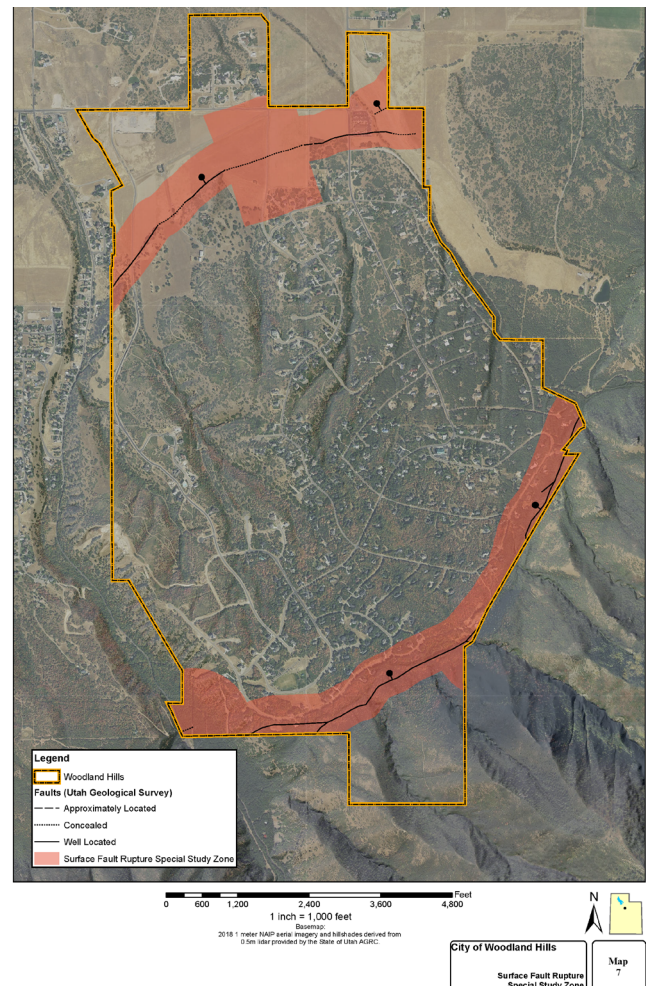 Legend
Woodland Hills
Faults (Utah Geological Survey)
Approximately Located
Concealed
Well Located
Surface Fault Rupture Special Study Zone
Feet
0 600 1,200 2,400 3,600 4,800
1 inch = 1,000 feet
Basemap:
2018 1 meter NAIP aerial imagery and hillshades derived from
0.5m lidar provided by the State of Utah AGRC.
N
City of Woodland Hills
Surface Fault Rupture
Special Study Zone
Map
7